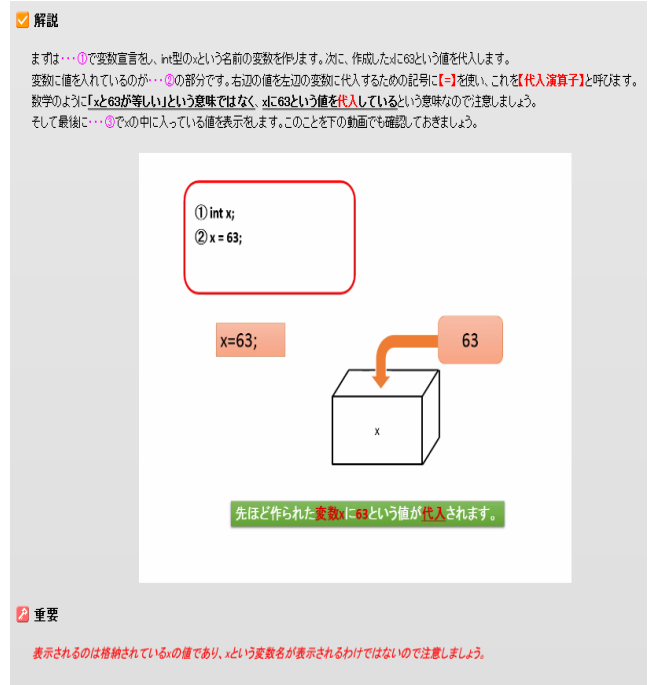 解説
まずは・・・①で変数宣言をし、int型のxという名前の変数を作ります。次に、作成したxに63という値を代入します。
変数に値を入れているのが・・・②の部分です。右辺の値を左辺の変数に代入するための記号に【=】を使い、これを【代入演算子】と呼びます。
数学のように「xと63が等しい」という意味ではなく、xに63という値を代入しているという意味なので注意しましょう。
そして最後に・・・③でxの中に入っている値を表示をします。このことを下の動画でも確認しておきましょう。
① int x;
② x = 63;
x=63;
63
x
先ほど作られた変数xに63という値が代入されます。
重要
表示されるのは格納されているxの値であり、xという変数名が表示されるわけではないので注意しましょう。